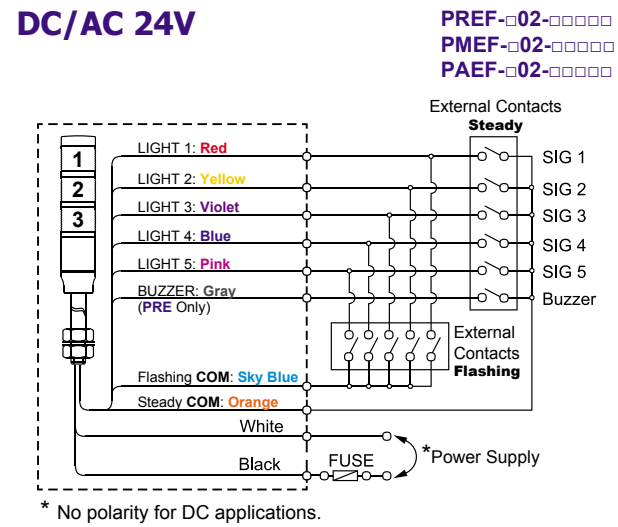 DC/AC 24V
PREF-□02-□□□□□
PMEF-□02-□□□□□
PAEF-□02-□□□□□
External Contacts
Steady
1
2
3
LIGHT 1: Red
LIGHT 2: Yellow
LIGHT 3: Violet
LIGHT 4: Blue
LIGHT 5: Pink
BUZZER: Gray
(PRE Only)
SIG 1
SIG 2
SIG 3
SIG 4
SIG 5
Buzzer
External
Contacts
Flashing
Flashing COM: Sky Blue
Steady COM: Orange
White
Black
FUSE
*Power Supply
* No polarity for DC applications.